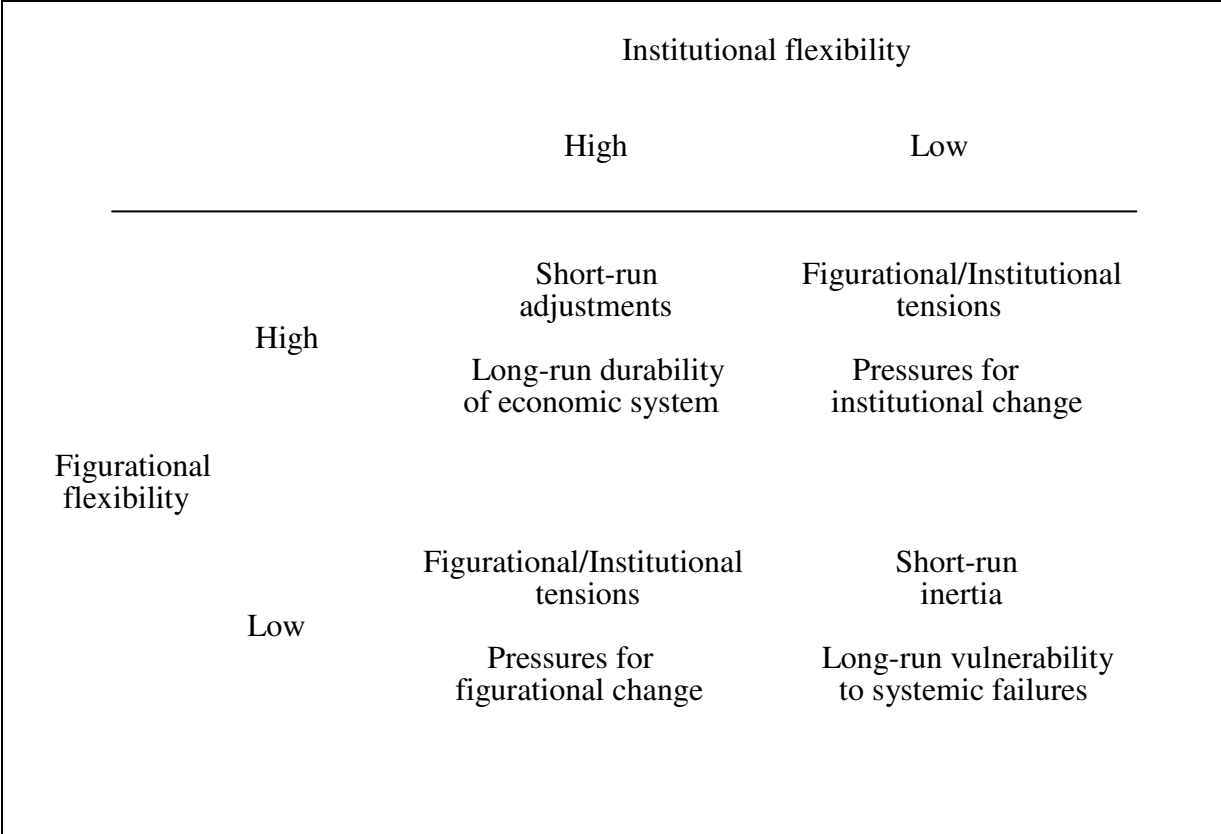 Institutional flexibility
High Low
Short-run Figurational/Institutional
adjustments tensions
High
Long-run durability Pressures for
of economic system institutional change
Figurational
flexibility
Figurational/Institutional Short-run
tensions inertia
Low
Pressures for Long-run vulnerability
figurational change to systemic failures